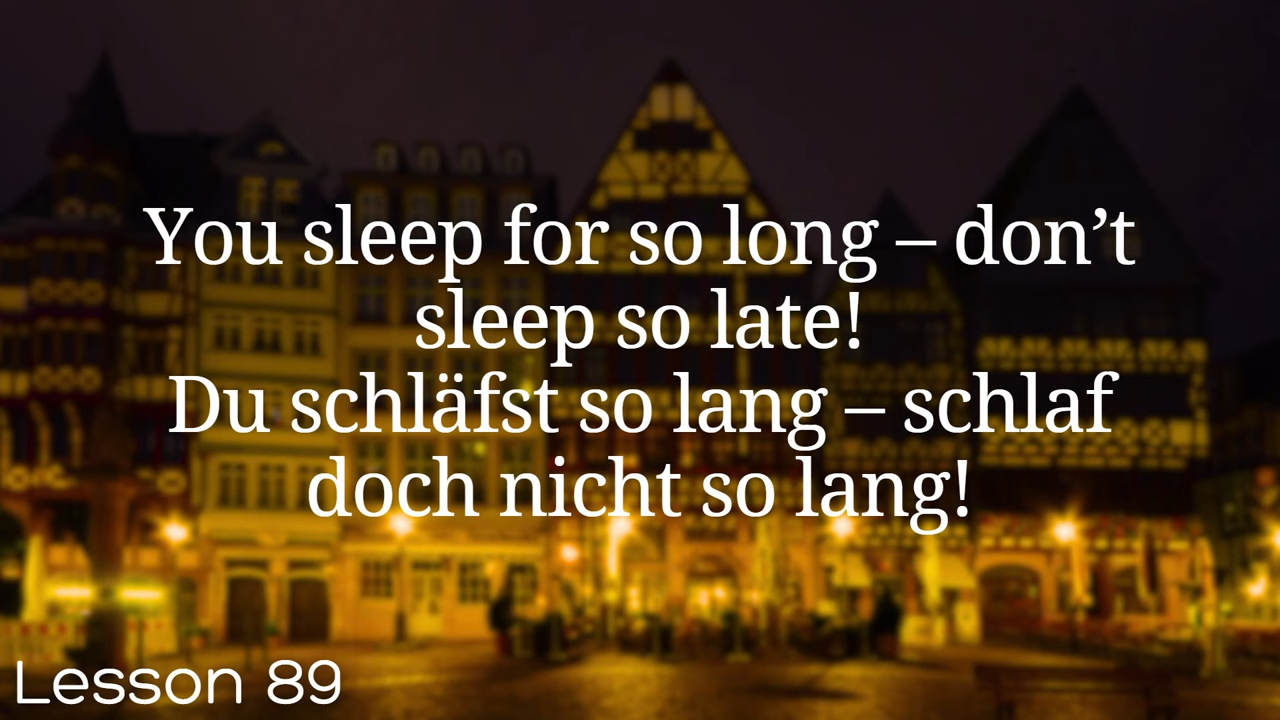 You sleep for so long – don’t
sleep so late!
Du schläfst so lang – schlaf
doch nicht so lang!
Lesson 89